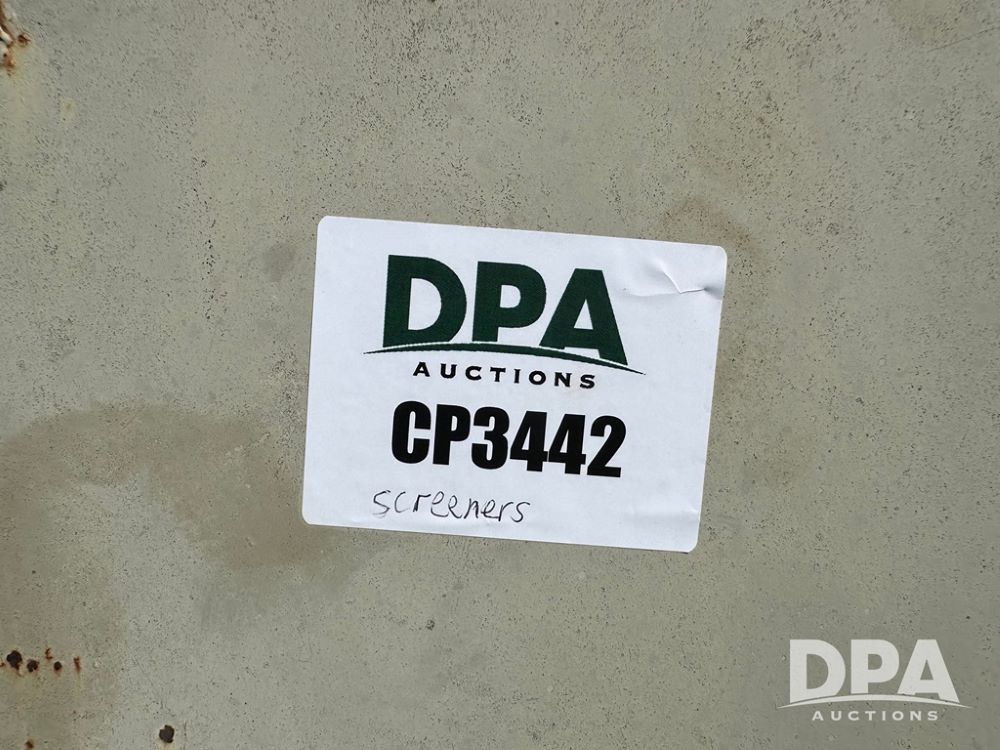 DPA
AUCTIONS
CP3442
screeners
DPA
AUCTIONS